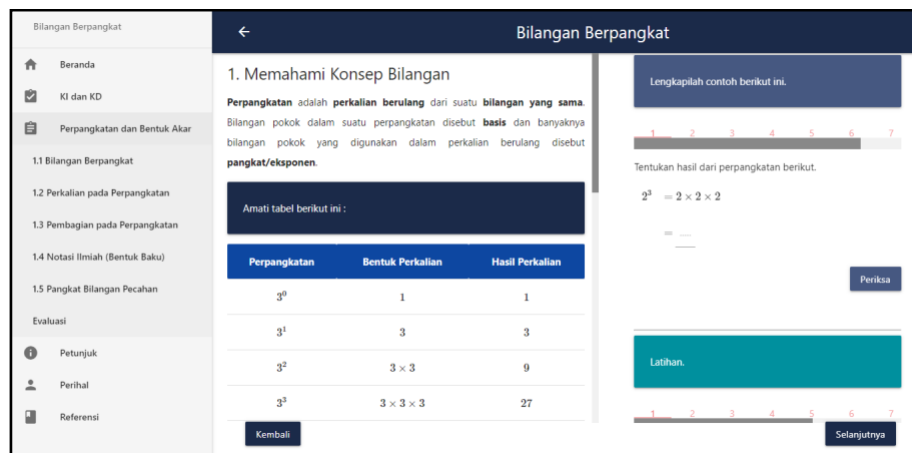 Bilangan Berpangkat
Beranda
KI dan KD
Perpangkatan dan Bentuk Akar
1.1 Bilangan Berpangkat
1.2 Perkalian pada Perpangkatan
1.3 Pembagian pada Perpangkatan
1.4 Notasi Ilmiah (Bentuk Baku)
1.5 Pangkat Bilangan Pecahan
Evaluasi
Petunjuk
Perihal
Referensi
Bilangan Berpangkat
1. Memahami Konsep Bilangan
Perpangkatan adalah perkalian berulang dari suatu bilangan yang sama.
Bilangan pokok dalam suatu perpangkatan disebut basis dan banyaknya
bilangan pokok yang digunakan dalam perkalian berulang disebut
pangkat/eksponen.
Amati tabel berikut ini :
Perpangkatan Bentuk Perkalian Hasil Perkalian
3⁰ 1 1
3¹ 3 3
3² 3 × 3 9
3³ 3 × 3 × 3 27
Kembali
Lengkapilah contoh berikut ini.
1 2 3 4 5 6 7
Tentukan hasil dari perpangkatan berikut.
2³ = 2 × 2 × 2
= __
Periksa
Latihan.
1 2 3 4 5 6 7
Selanjutnya